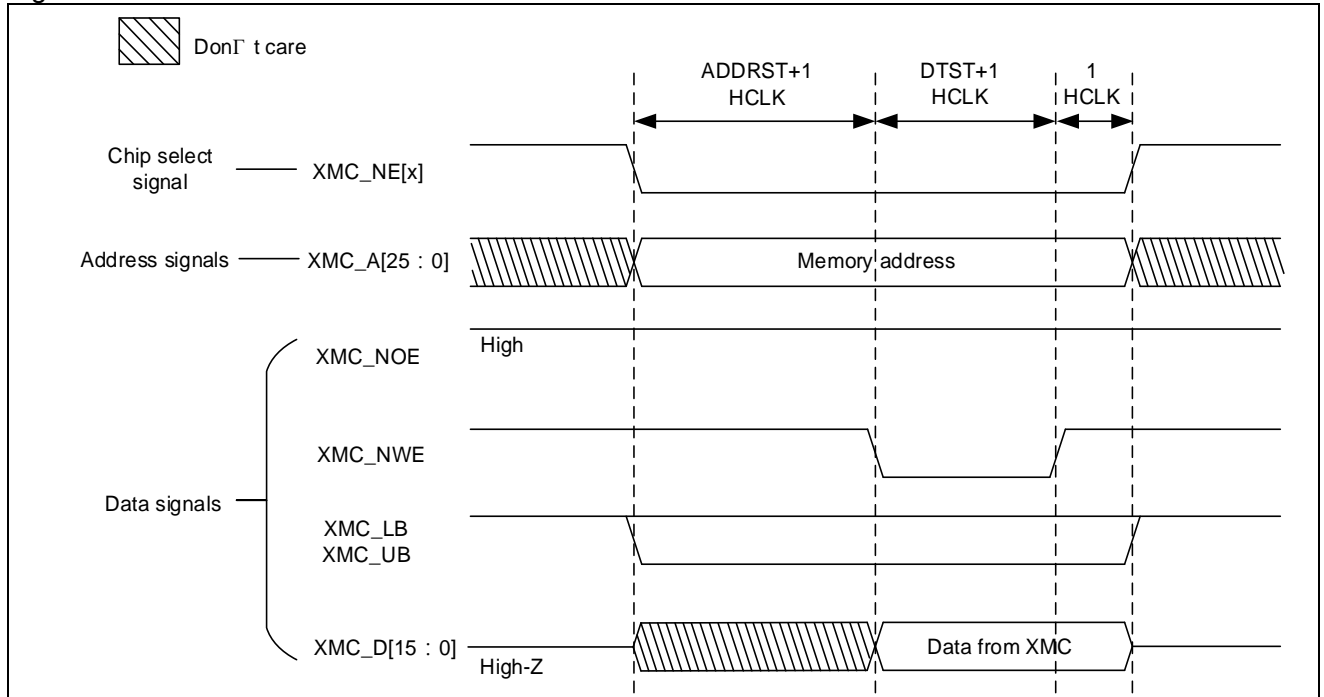 DonΓ t care
ADDRST+1
HCLK
DTST+1
HCLK
1
HCLK
Chip select
signal
XMC_NE[x]
Address signals
XMC_A[25 : 0]
Memory address
XMC_NOE
High
XMC_NWE
Data signals
XMC_LB
XMC_UB
XMC_D[15 : 0]
High-Z
Data from XMC